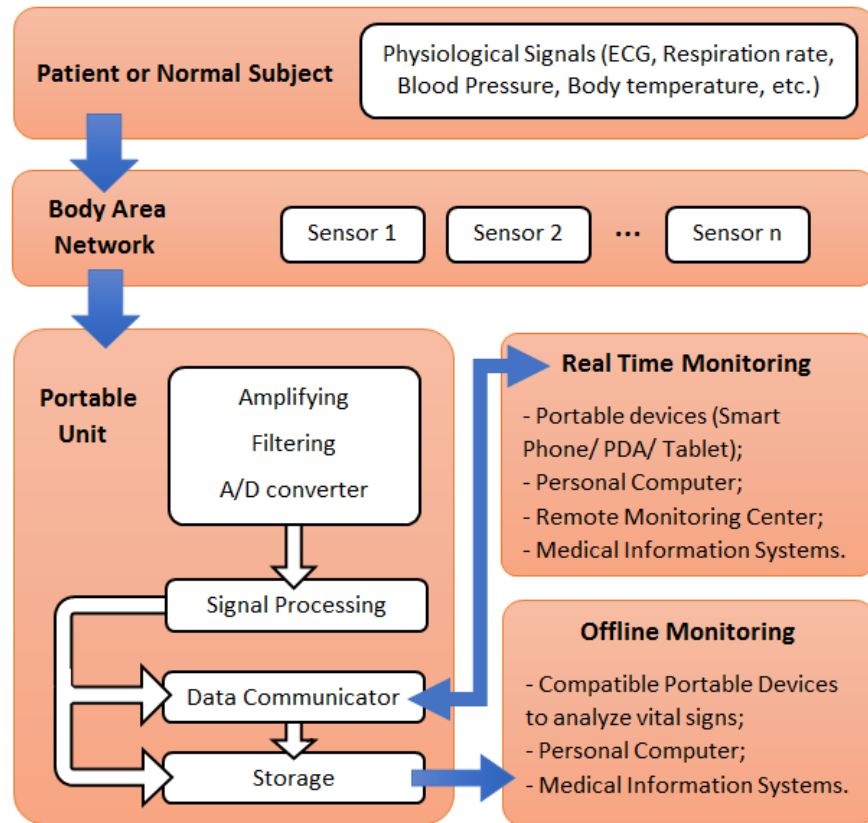 Patient or Normal Subject
Physiological Signals (ECG, Respiration rate,
Blood Pressure, Body temperature, etc.)
Body Area
Network
Sensor 1
Sensor 2
...
Sensor n
Portable
Unit
Amplifying
Filtering
A/D converter
Signal Processing
Data Communicator
Storage
Real Time Monitoring
- Portable devices (Smart
Phone/ PDA/ Tablet);
- Personal Computer;
- Remote Monitoring Center;
- Medical Information Systems.
Offline Monitoring
- Compatible Portable Devices
to analyze vital signs;
- Personal Computer;
- Medical Information Systems.